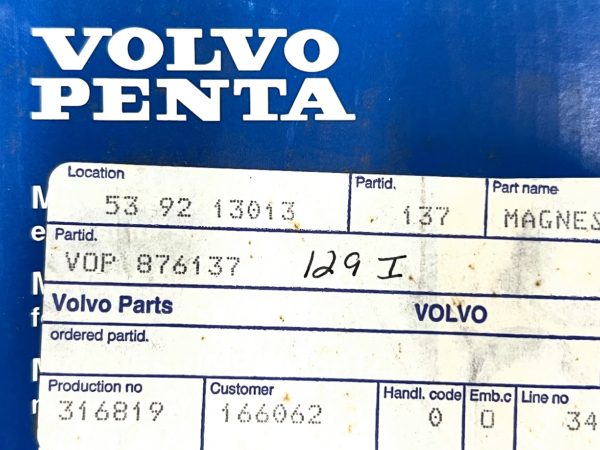 VOLVO
PENTA
Location
53 92 13013
Partid.
137
Part name
MAGNES
Partid.
VOP 876137
129 I
Volvo Parts
VOLVO
ordered partid.
Production no
316819
Customer
166062
Handl. code
0
Emb.c
0
Line no
34